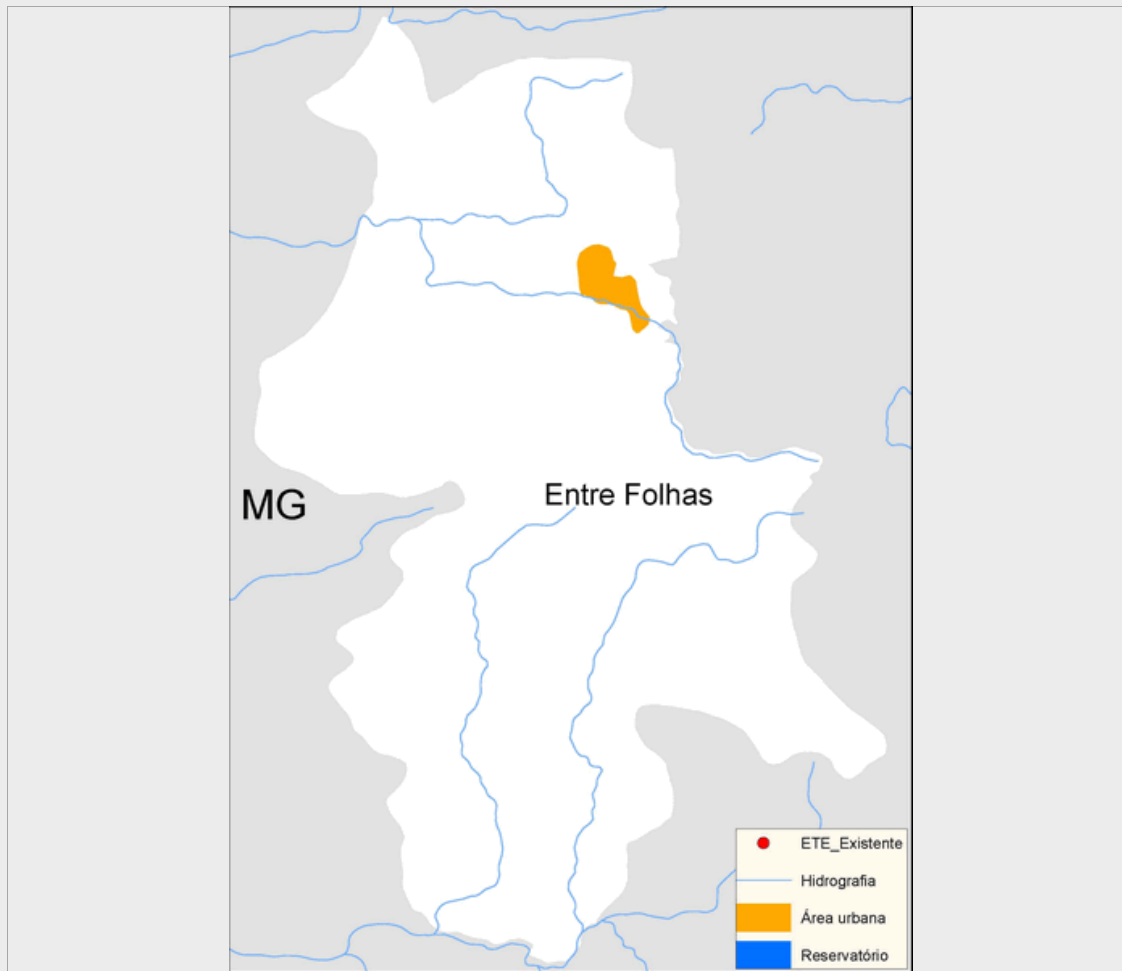 MG
Entre Folhas
ETE_Existente
Hidrografia
Área urbana
Reservatório